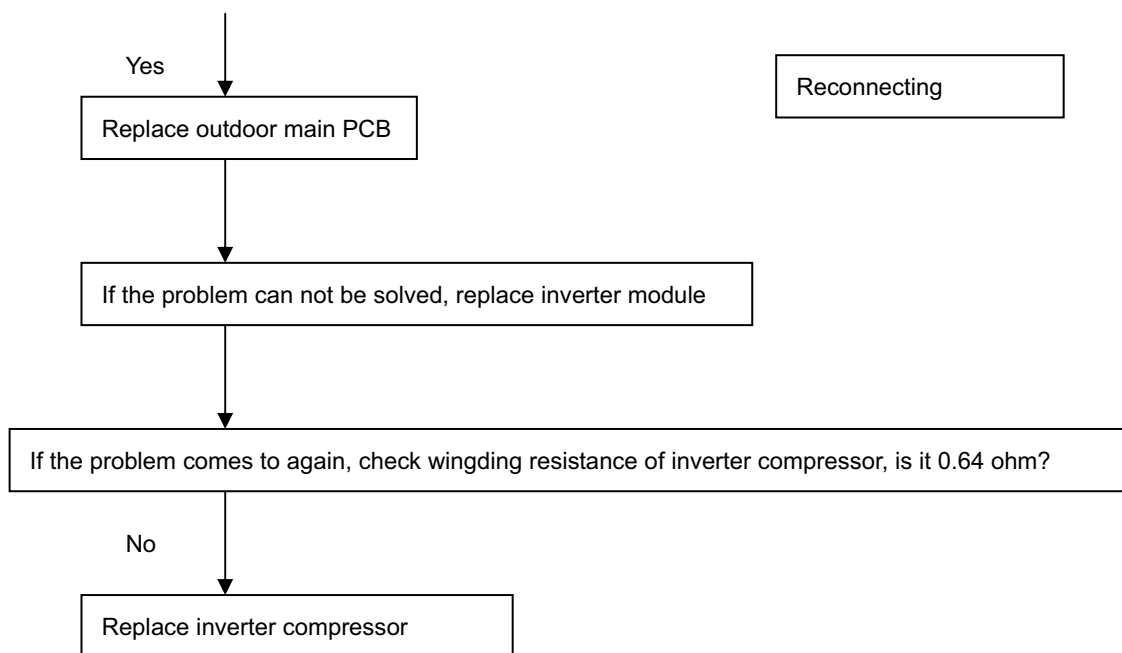 Yes
Reconnecting
Replace outdoor main PCB
If the problem can not be solved, replace inverter module
If the problem comes to again, check wingding resistance of inverter compressor, is it 0.64 ohm?
No
Replace inverter compressor